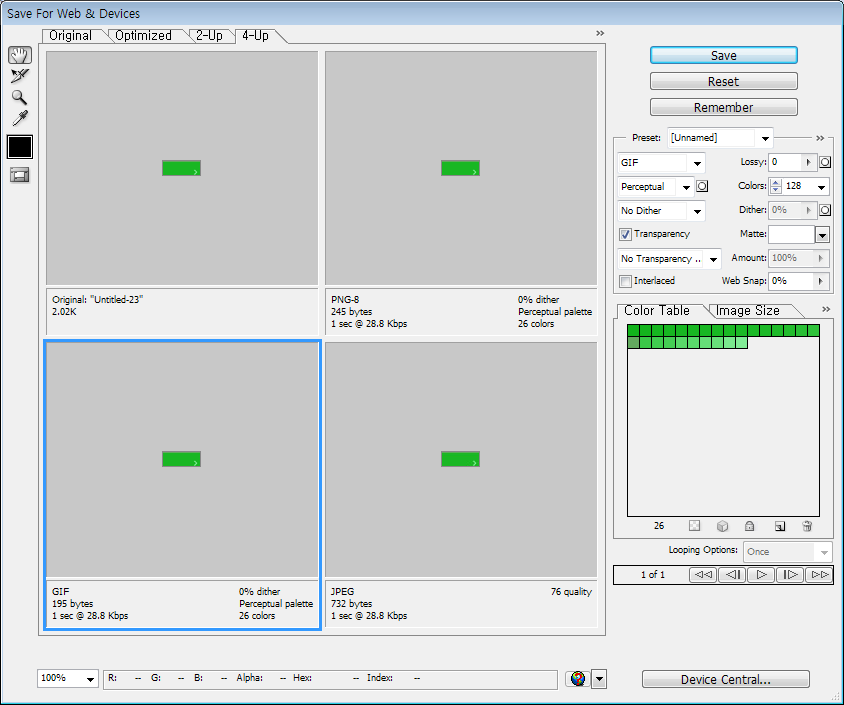 Save For Web & Devices
Original
Optimized
2-Up
4-Up
Save
Reset
Remember
Preset: [Unnamed]
GIF
Lossy: 0
Perceptual
Colors: 128
No Dither
Dither: 0%
Transparency
Matte:
No Transparency ..
Amount: 100%
Interlaced
Web Snap: 0%
Original: "Untitled-23"
2.02K
PNG-8
245 bytes
1 sec @ 28.8 Kbps
0% dither
Perceptual palette
26 colors
Color Table
Image Size
26
Looping Options: Once
1 of 1
GIF
195 bytes
1 sec @ 28.8 Kbps
0% dither
Perceptual palette
26 colors
JPEG
732 bytes
1 sec @ 28.8 Kbps
76 quality
100%
R: -- G: -- B: -- Alpha: -- Hex: -- Index: --
Device Central...